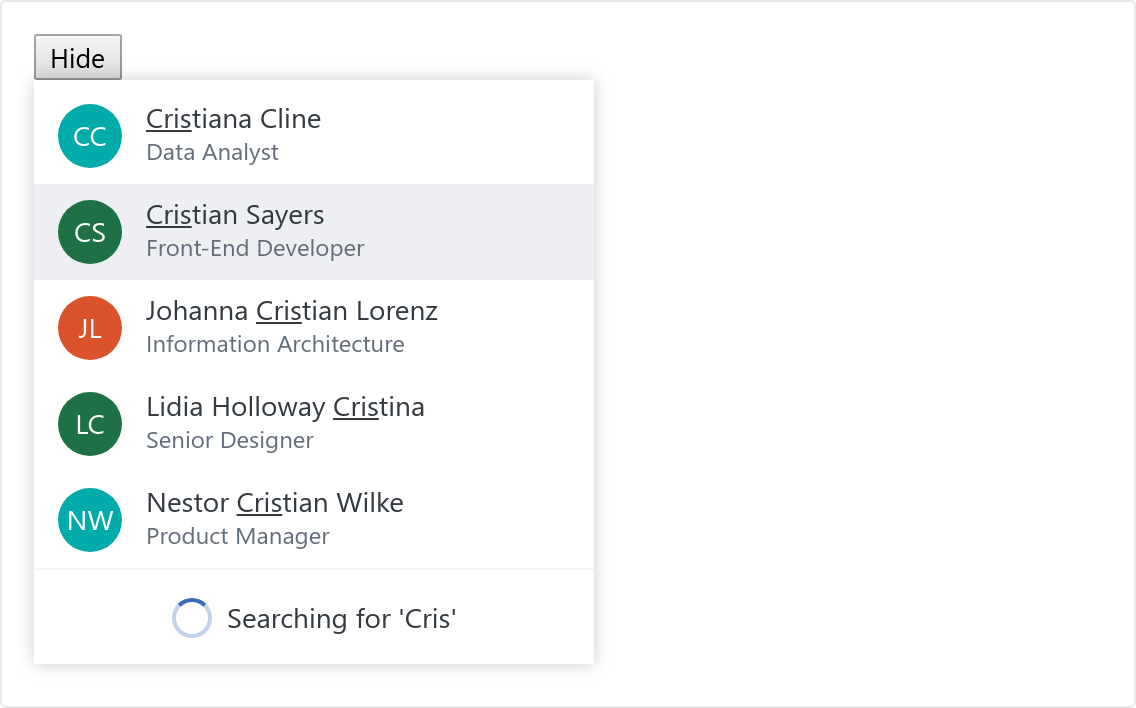 Hide
CC
Cristiana Cline
Data Analyst
CS
Cristian Sayers
Front-End Developer
JL
Johanna Cristian Lorenz
Information Architecture
LC
Lidia Holloway Cristina
Senior Designer
NW
Nestor Cristian Wilke
Product Manager
Searching for 'Cris'